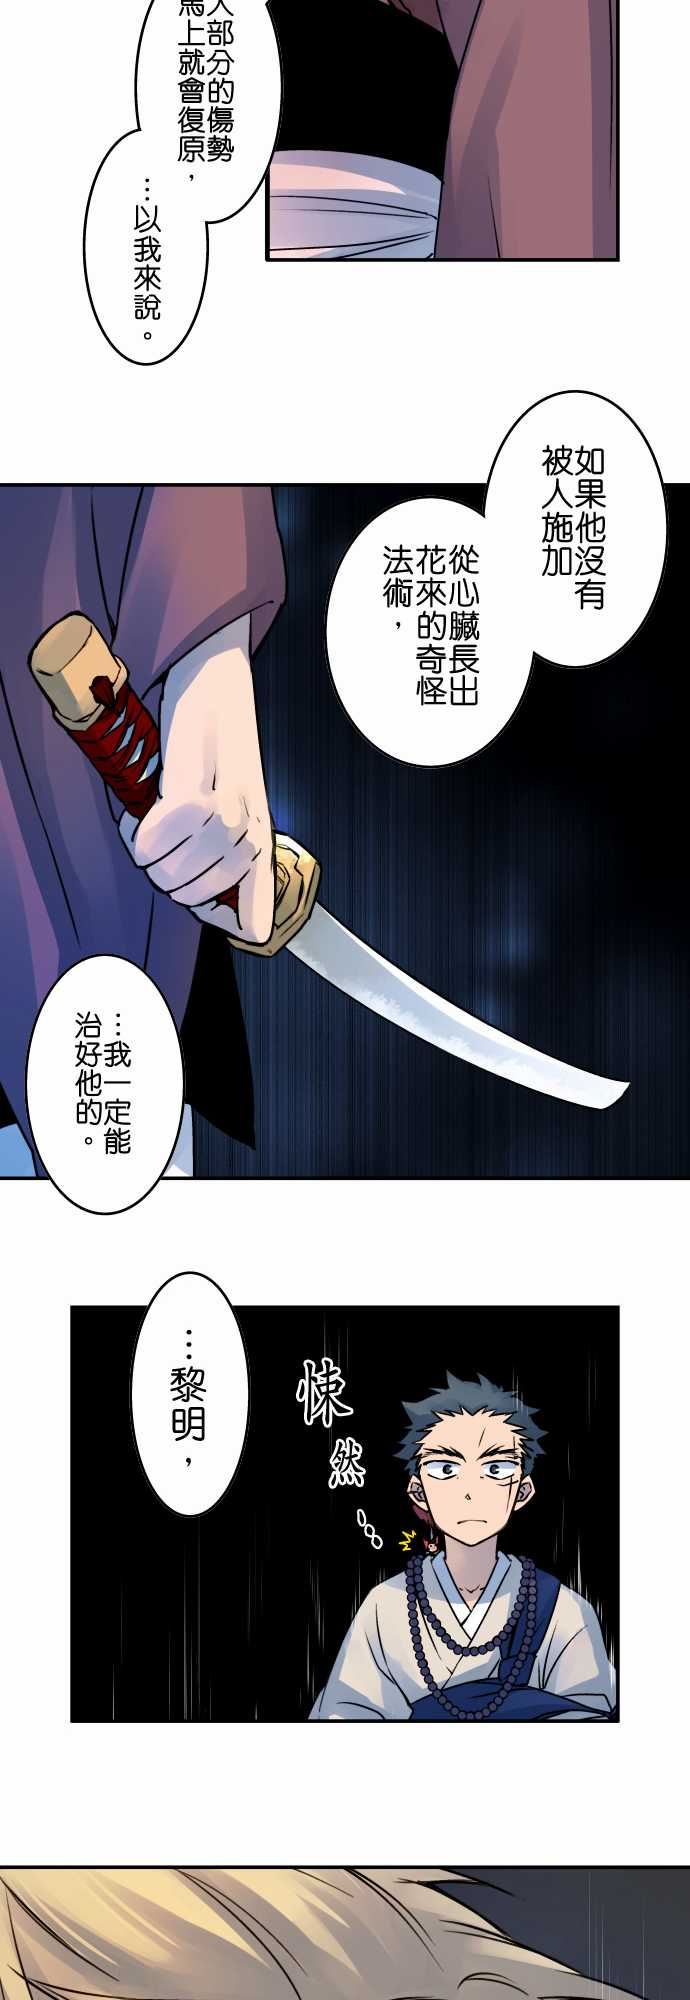 大部分的傷勢
馬上就會復原，
…以我來說。
如果他沒有
被人施加
從心臟長出
花來的奇怪
法術，
…我一定能
治好他的。
…黎明，
悚然…